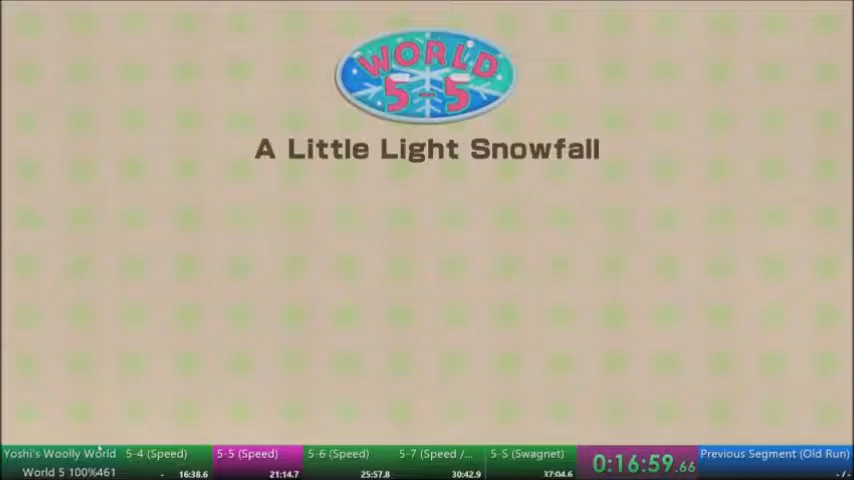 WORLD
5-5
A Little Light Snowfall
Yoshi's Woolly World 5-4 (Speed) 5-5 (Speed) 5-6 (Speed) 5-7 (Speed /... 5-S (Swagnet) 0:16:59.66 Previous Segment (Old Run)
World 5 100%461 - 16:38.6 21:14.7 25:57.8 30:42.9 37:04.6 - / -